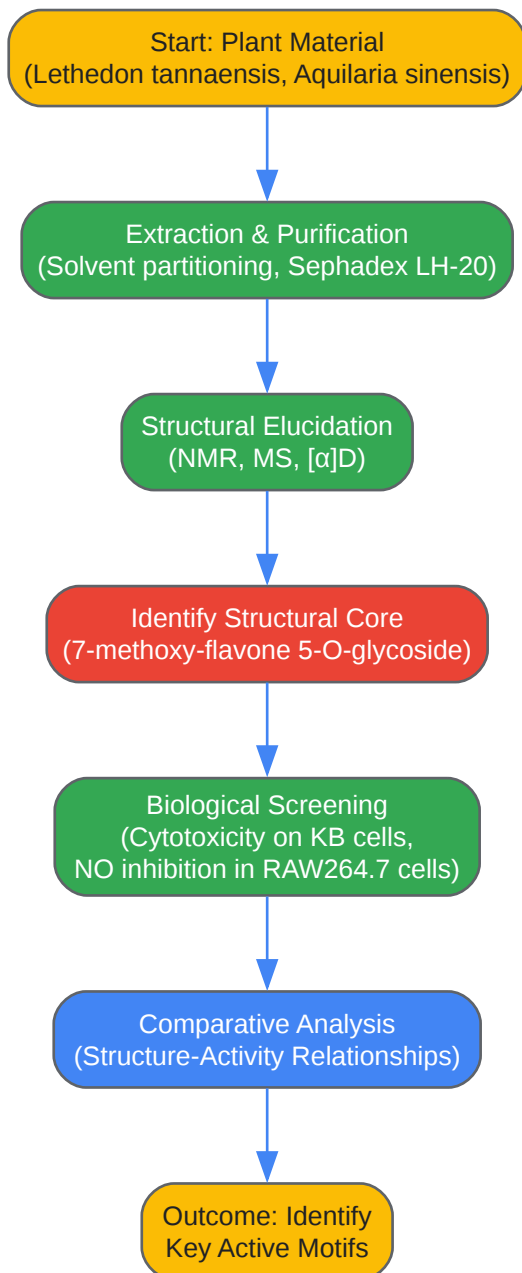 Start: Plant Material
(Lethedon tannaensis, Aquilaria sinensis)
Extraction & Purification
(Solvent partitioning, Sephadex LH-20)
Structural Elucidation
(NMR, MS, [α]D)
Identify Structural Core
(7-methoxy-flavone 5-O-glycoside)
Biological Screening
(Cytotoxicity on KB cells,
NO inhibition in RAW264.7 cells)
Comparative Analysis
(Structure-Activity Relationships)
Outcome: Identify
Key Active Motifs